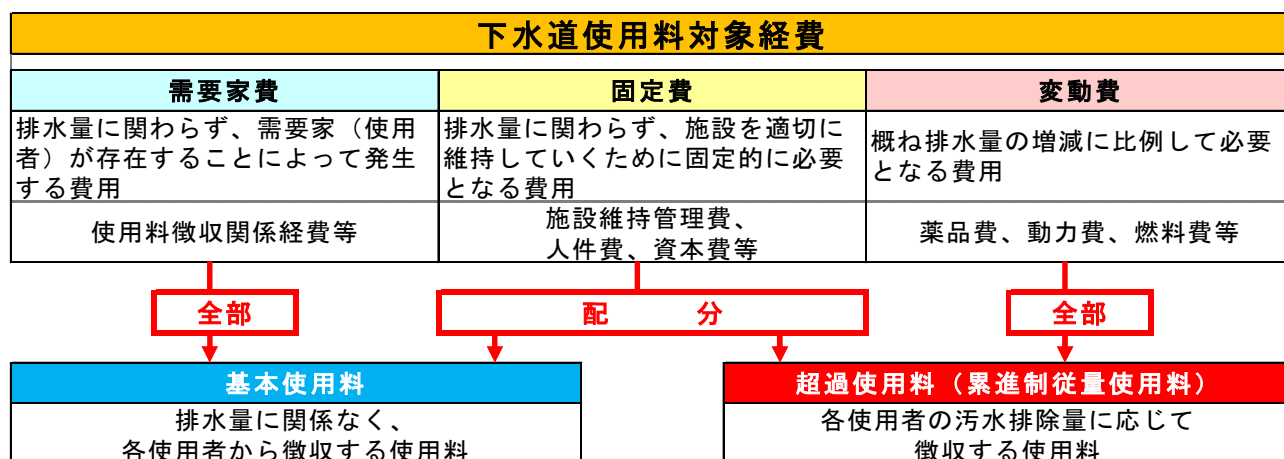 下水道使用料対象経費
需要家費
固定費
変動費
排水量に関わらず、需要家（使用
者）が存在することによって発生
する費用
排水量に関わらず、施設を適切に
維持していくために固定的に必要
となる費用
概ね排水量の増減に比例して必要
となる費用
使用料徴収関係経費等
施設維持管理費、
人件費、資本費等
薬品費、動力費、燃料費等
全部
配　　分
全部
基本使用料
超過使用料（累進制従量使用料）
排水量に関係なく、
各使用者から徴収する使用料
各使用者の汚水排除量に応じて
徴収する使用料